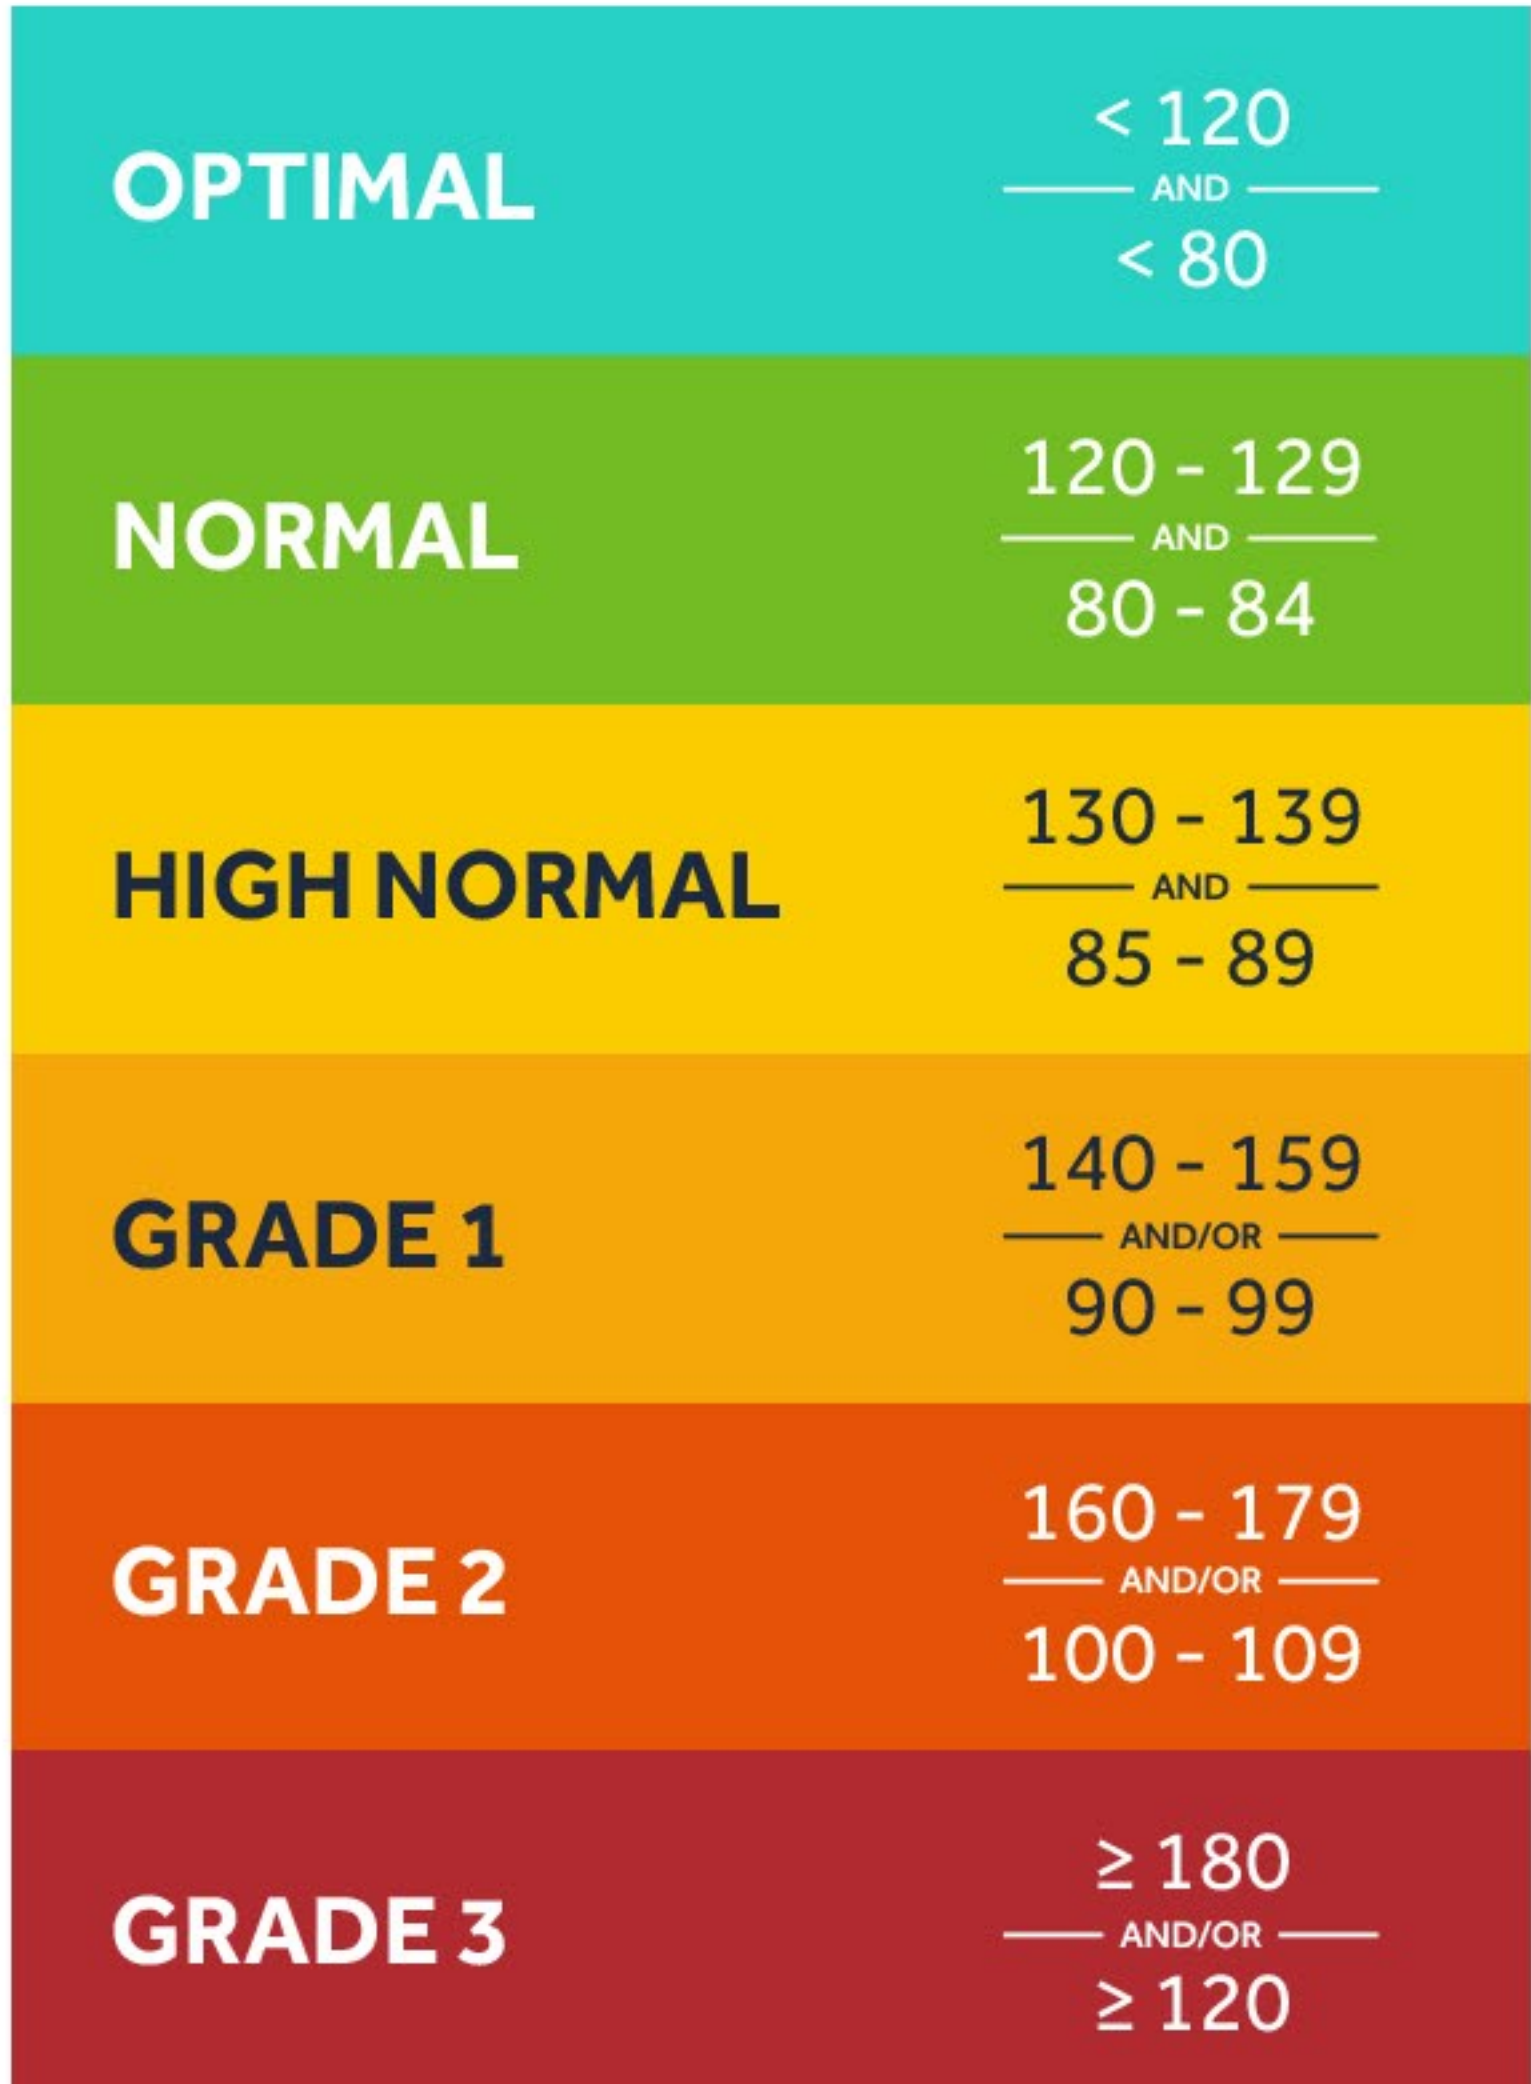 OPTIMAL
< 120
AND
< 80
NORMAL
120 - 129
AND
80 - 84
HIGH NORMAL
130 - 139
AND
85 - 89
GRADE 1
140 - 159
AND/OR
90 - 99
GRADE 2
160 - 179
AND/OR
100 - 109
GRADE 3
≥ 180
AND/OR
≥ 120